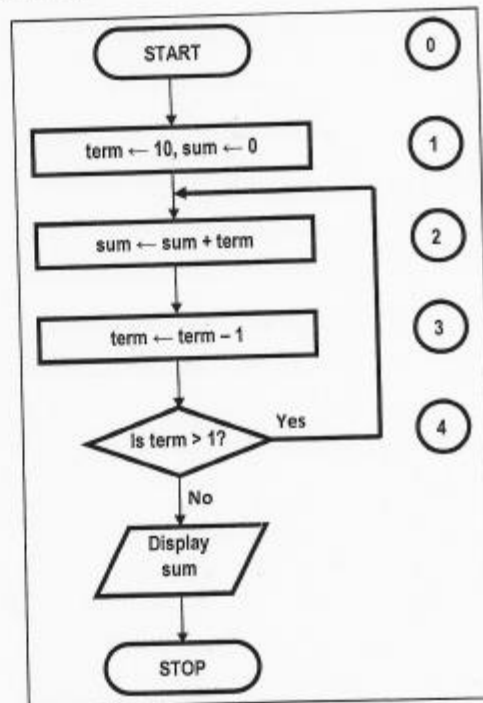 START
0
term ← 10, sum ← 0
1
sum ← sum + term
2
term ← term – 1
3
Is term > 1?
Yes
4
No
Display
sum
STOP